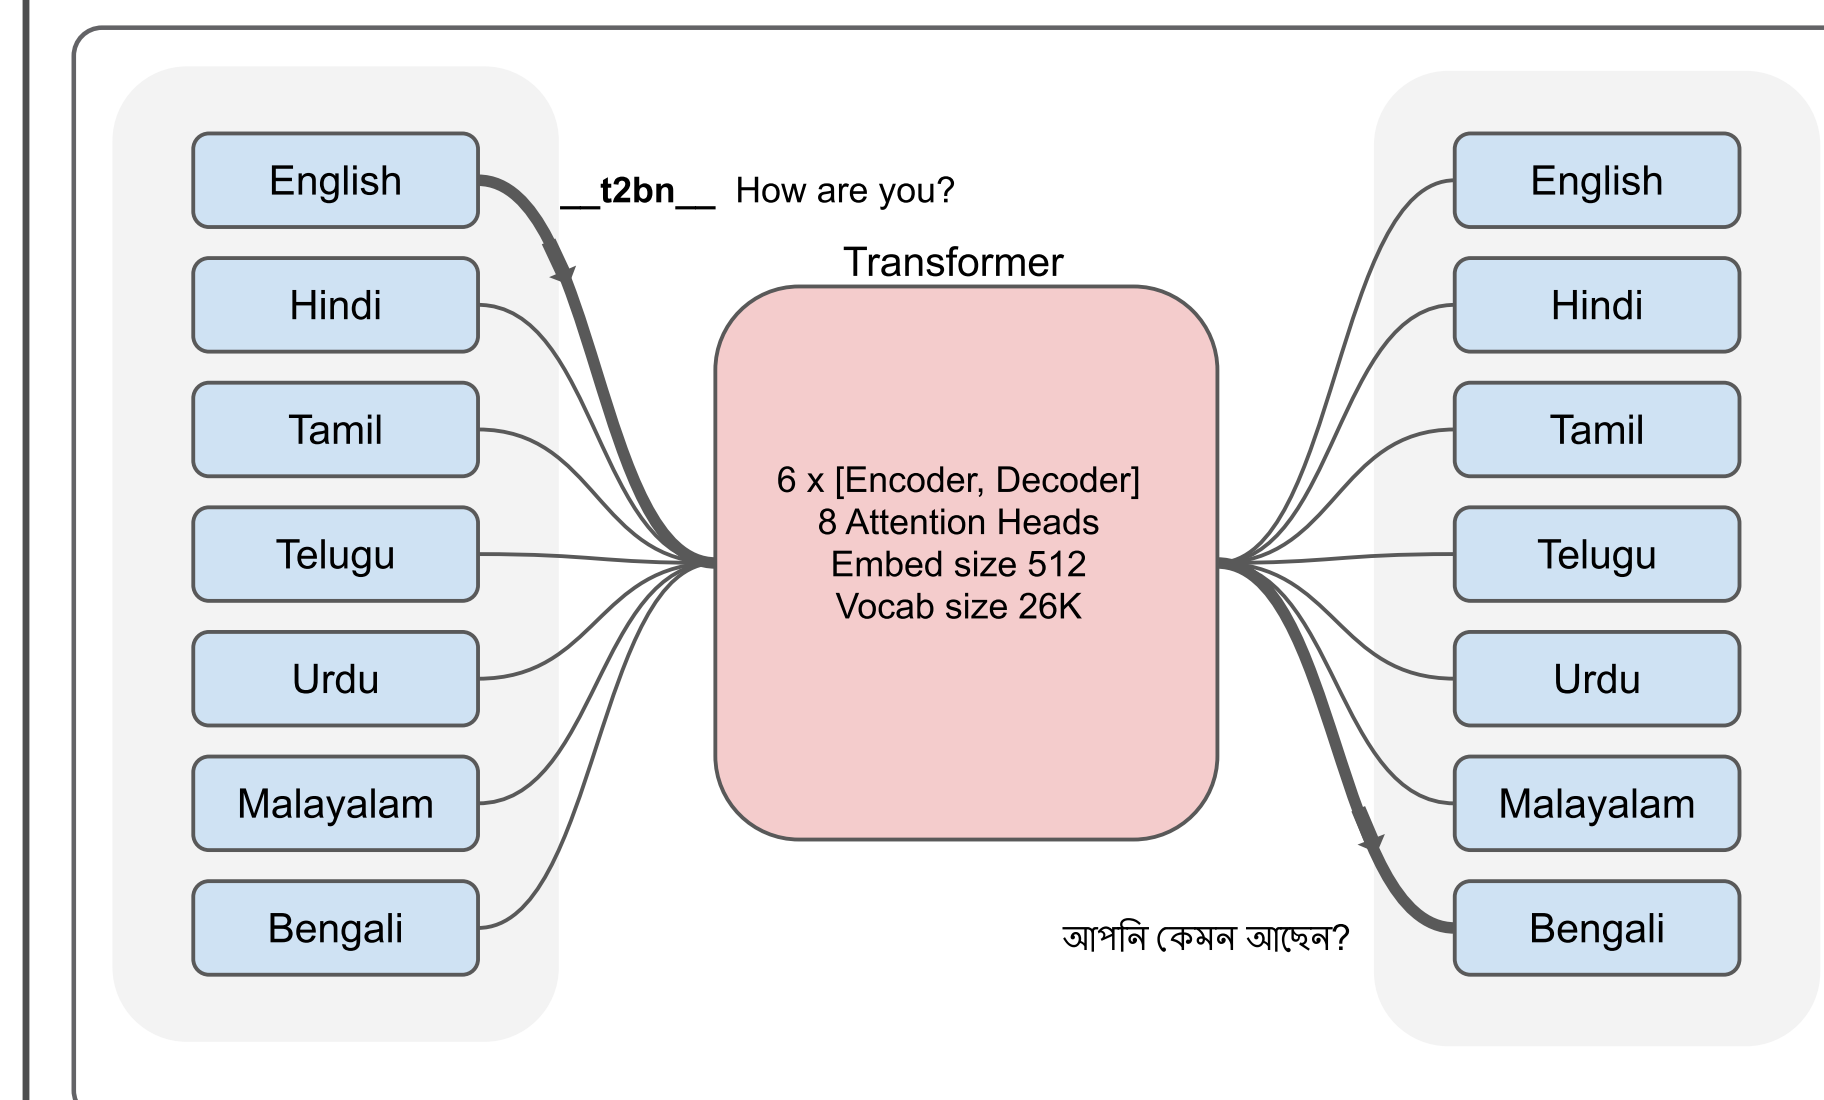 English
Hindi
Tamil
Telugu
Urdu
Malayalam
Bengali
__t2bn__ How are you?
Transformer
6 x [Encoder, Decoder]
8 Attention Heads
Embed size 512
Vocab size 26K
আপনি কেমন আছেন?
English
Hindi
Tamil
Telugu
Urdu
Malayalam
Bengali